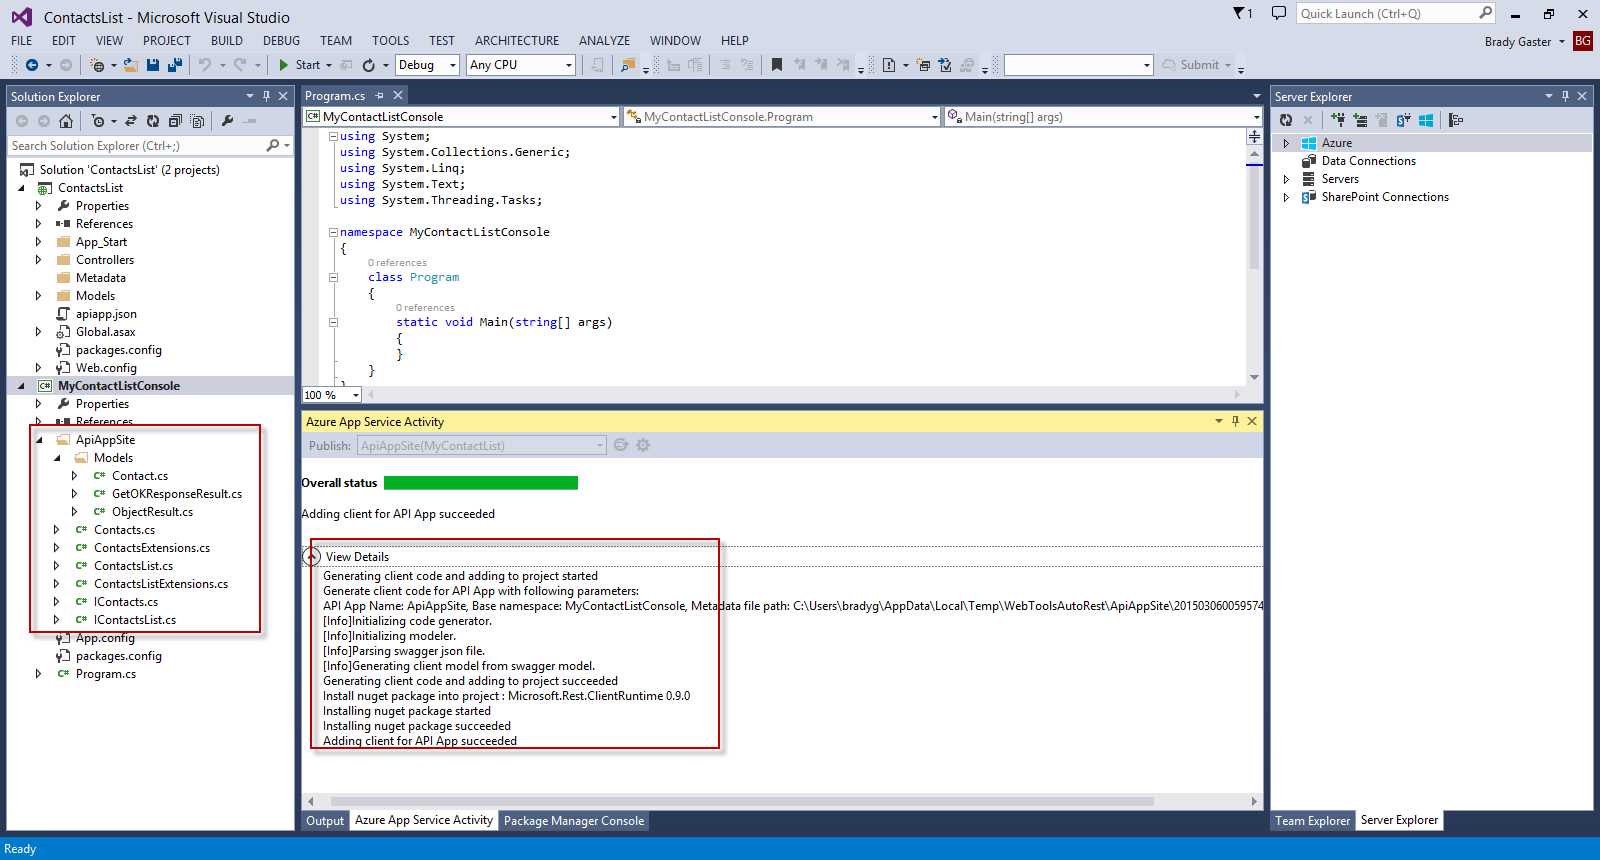 ContactsList - Microsoft Visual Studio
1
Quick Launch (Ctrl+Q)
FILE EDIT VIEW PROJECT BUILD DEBUG TEAM TOOLS TEST ARCHITECTURE ANALYZE WINDOW HELP
Brady Gaster BG
Start Debug Any CPU Submit
Solution Explorer
Search Solution Explorer (Ctrl+;)
Solution 'ContactsList' (2 projects)
ContactsList
Properties
References
App_Start
Controllers
Metadata
Models
apiapp.json
Global.asax
packages.config
Web.config
C# MyContactListConsole
Properties
References
ApiAppSite
Models
C# Contact.cs
C# GetOKResponseResult.cs
C# ObjectResult.cs
C# Contacts.cs
C# ContactsExtensions.cs
C# ContactsList.cs
C# ContactsListExtensions.cs
C# IContacts.cs
C# IContactsList.cs
App.config
packages.config
C# Program.cs
Program.cs
C# MyContactListConsole MyContactListConsole.Program Main(string[] args)
using System;
using System.Collections.Generic;
using System.Linq;
using System.Text;
using System.Threading.Tasks;
namespace MyContactListConsole
{
0 references
class Program
{
0 references
static void Main(string[] args)
{
}
}
}
100 %
Azure App Service Activity
Publish: ApiAppSite(MyContactList)
Overall status
Adding client for API App succeeded
View Details
Generating client code and adding to project started
Generate client code for API App with following parameters:
API App Name: ApiAppSite, Base namespace: MyContactListConsole, Metadata file path: C:\Users\bradyg\AppData\Local\Temp\WebToolsAutoRest\ApiAppSite\201503060059574
[Info]Initializing code generator.
[Info]Initializing modeler.
[Info]Parsing swagger json file.
[Info]Generating client model from swagger model.
Generating client code and adding to project succeeded
Install nuget package into project : Microsoft.Rest.ClientRuntime 0.9.0
Installing nuget package started
Installing nuget package succeeded
Adding client for API App succeeded
Output Azure App Service Activity Package Manager Console
Server Explorer
Azure
Data Connections
Servers
SharePoint Connections
Team Explorer Server Explorer
Ready